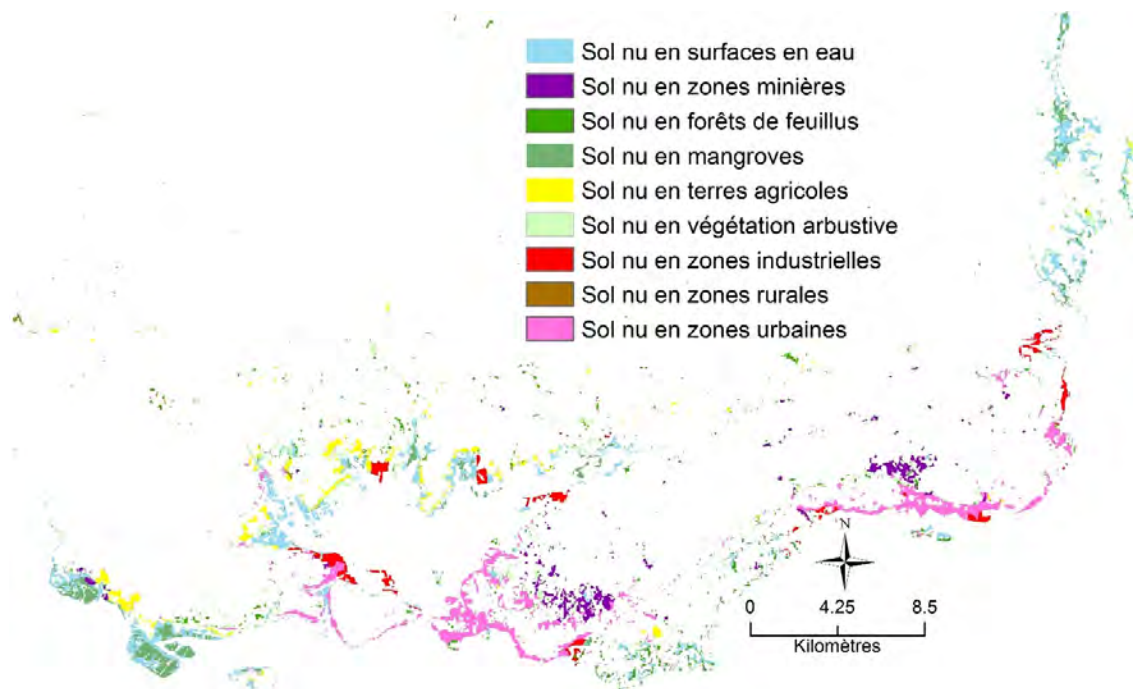 Sol nu en surfaces en eau
Sol nu en zones minières
Sol nu en forêts de feuillus
Sol nu en mangroves
Sol nu en terres agricoles
Sol nu en végétation arbustive
Sol nu en zones industrielles
Sol nu en zones rurales
Sol nu en zones urbaines
N
0 4.25 8.5
Kilomètres